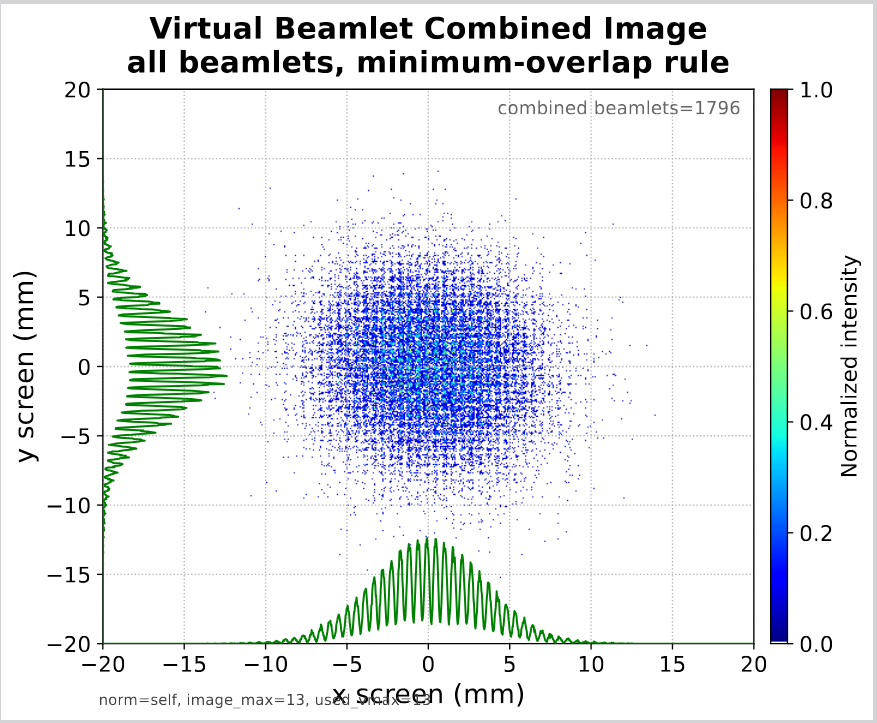 Virtual Beamlet Combined Image
all beamlets, minimum-overlap rule
combined beamlets=1796
20
15
10
5
0
−5
−10
−15
−20
y screen (mm)
−20 −15 −10 −5 0 5 10 15 20
x screen (mm)
norm=self, image_max=13, used_vmax=13
1.0
0.8
0.6
0.4
0.2
0.0
Normalized intensity